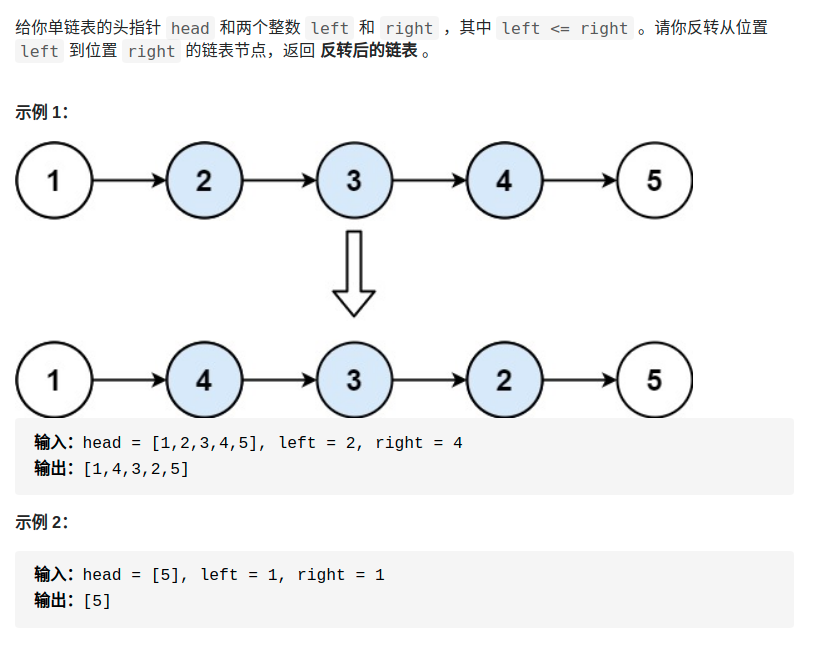 给你单链表的头指针 head 和两个整数 left 和 right ，其中 left <= right 。请你反转从位置
left 到位置 right 的链表节点，返回 反转后的链表 。
示例 1：
1 2 3 4 5
1 4 3 2 5
输入：head = [1,2,3,4,5], left = 2, right = 4
输出：[1,4,3,2,5]
示例 2：
输入：head = [5], left = 1, right = 1
输出：[5]